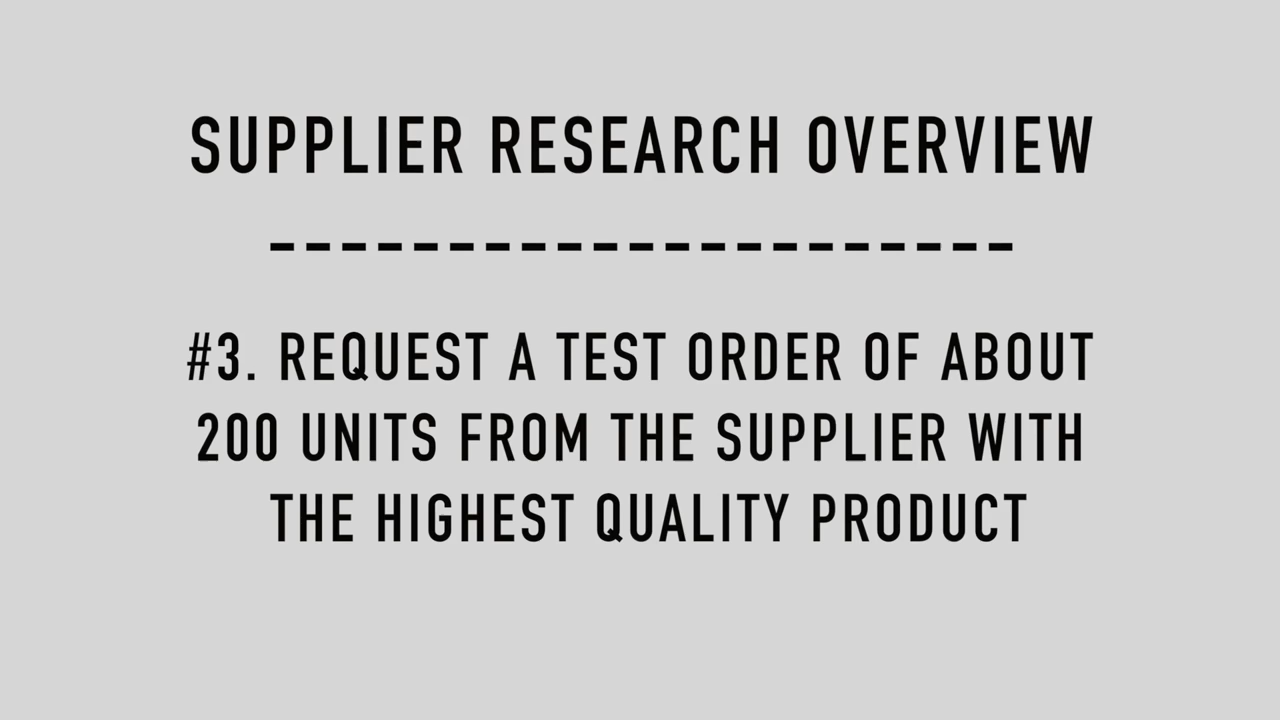 SUPPLIER RESEARCH OVERVIEW
---------------------
#3. REQUEST A TEST ORDER OF ABOUT
200 UNITS FROM THE SUPPLIER WITH
THE HIGHEST QUALITY PRODUCT